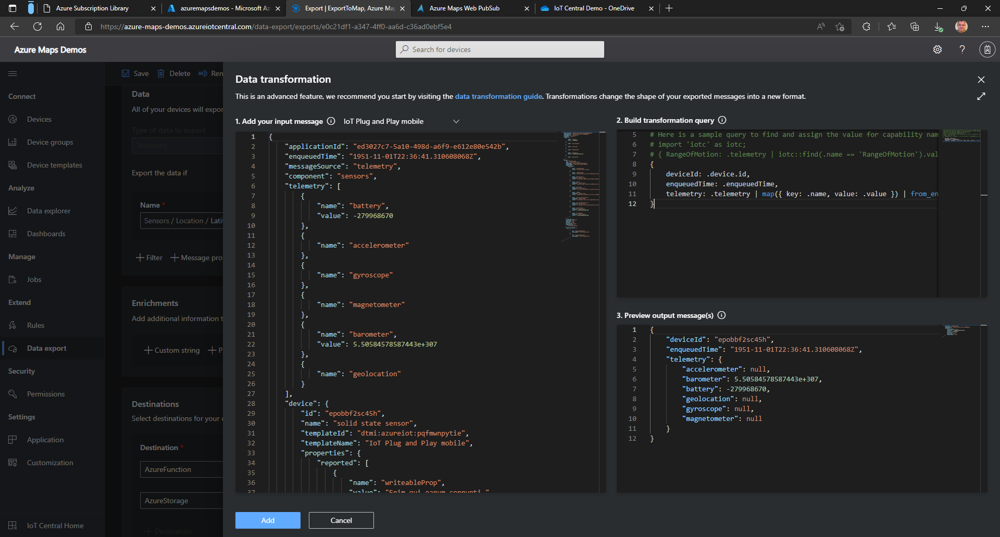 Azure Subscription Library
azuremapsdemos - Microsoft Az
Export | ExportToMap, Azure Ma
Azure Maps Web PubSub
IoT Central Demo - OneDrive
https://azure-maps-demos.azureiotcentral.com/data-export/exports/e0c21df1-a347-4ff0-aa6d-c36ad0ebf5e4
Azure Maps Demos
Search for devices
Connect
Devices
Device groups
Device templates
Analyze
Data explorer
Dashboards
Manage
Jobs
Extend
Rules
Data export
Security
Permissions
Settings
Application
Customization
IoT Central Home
Save
Delete
Ren
Data
All of your devices will expor
Type of data to export
Telemetry
Export the data if
Name *
Sensors / Location / Lati
+ Filter
+ Message pro
Enrichments
Add additional information t
+ Custom string
+ P
Destinations
Select destinations for your
Destination *
AzureFunction
AzureStorage
+ Destination
Data transformation
This is an advanced feature, we recommend you start by visiting the data transformation guide. Transformations change the shape of your exported messages into a new format.
1. Add your input message
IoT Plug and Play mobile
1 {
2 "applicationId": "ed3027c7-5a10-498d-a6f9-e612e80e542b",
3 "enqueuedTime": "1951-11-01T22:36:41.310608068Z",
4 "messageSource": "telemetry",
5 "component": "sensors",
6 "telemetry": [
7 {
8 "name": "battery",
9 "value": -279968670
10 },
11 {
12 "name": "accelerometer"
13 },
14 {
15 "name": "gyroscope"
16 },
17 {
18 "name": "magnetometer"
19 },
20 {
21 "name": "barometer",
22 "value": 5.50584578587443e+307
23 },
24 {
25 "name": "geolocation"
26 }
27 ],
28 "device": {
29 "id": "epobbf2sc45h",
30 "name": "solid state sensor",
31 "templateId": "dtmi:azureiot:pqfmwnpytie",
32 "templateName": "IoT Plug and Play mobile",
33 "properties": {
34 "reported": [
35 {
36 "name": "writeableProp",
37 "value": "Enim qui earum corrupti."
2. Build transformation query
5 # Here is a sample query to find and assign the value for capability nam
6 # import 'iotc' as iotc;
7 # { RangeOfMotion: .telemetry | iotc::find(.name == 'RangeOfMotion').val
8 {
9 deviceId: .device.id,
10 enqueuedTime: .enqueuedTime,
11 telemetry: .telemetry | map({ key: .name, value: .value }) | from_en
12 }
3. Preview output message(s)
1 {
2 "deviceId": "epobbf2sc45h",
3 "enqueuedTime": "1951-11-01T22:36:41.310608068Z",
4 "telemetry": {
5 "accelerometer": null,
6 "barometer": 5.50584578587443e+307,
7 "battery": -279968670,
8 "geolocation": null,
9 "gyroscope": null,
10 "magnetometer": null
11 }
12 }
Add
Cancel